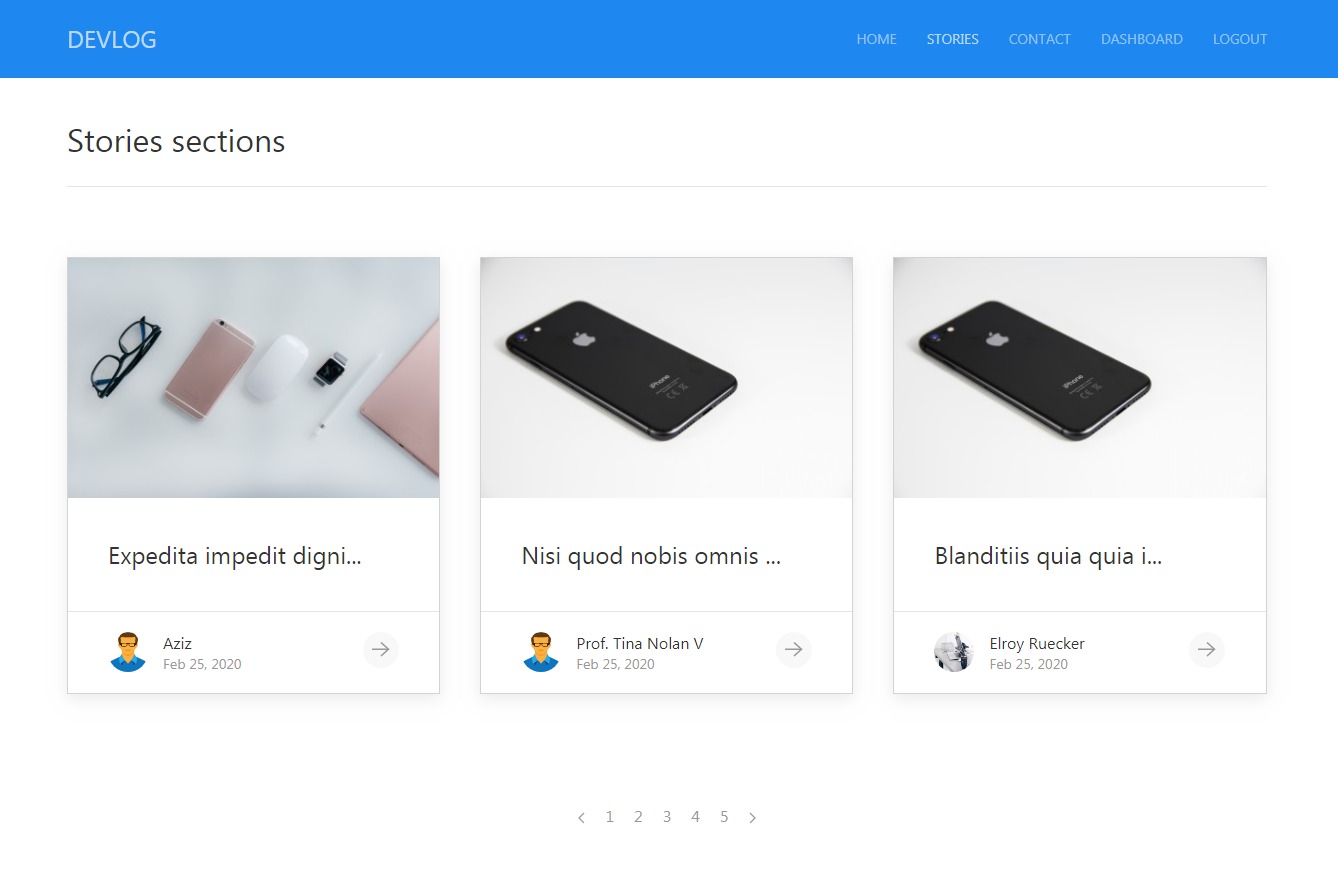 DEVLOG
HOME STORIES CONTACT DASHBOARD LOGOUT
Stories sections
iPhone
iPhone
Expedita impedit digni...
Nisi quod nobis omnis ...
Blanditiis quia quia i...
Aziz
Feb 25, 2020
Prof. Tina Nolan V
Feb 25, 2020
Elroy Ruecker
Feb 25, 2020
1 2 3 4 5